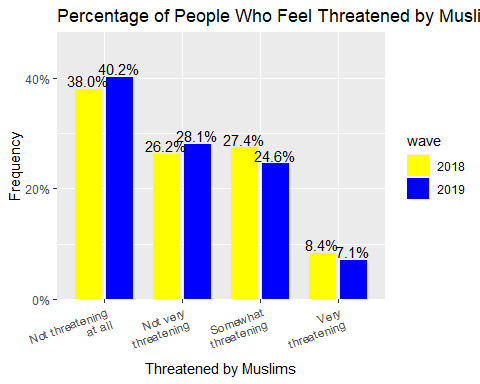 Percentage of People Who Feel Threatened by Musli
40.2%
38.0%
28.1%
26.2%
27.4%
24.6%
8.4%
7.1%
40%
20%
0%
Frequency
wave
2018
2019
Not threatening
at all
Not very
threatening
Somewhat
threatening
Very
threatening
Threatened by Muslims